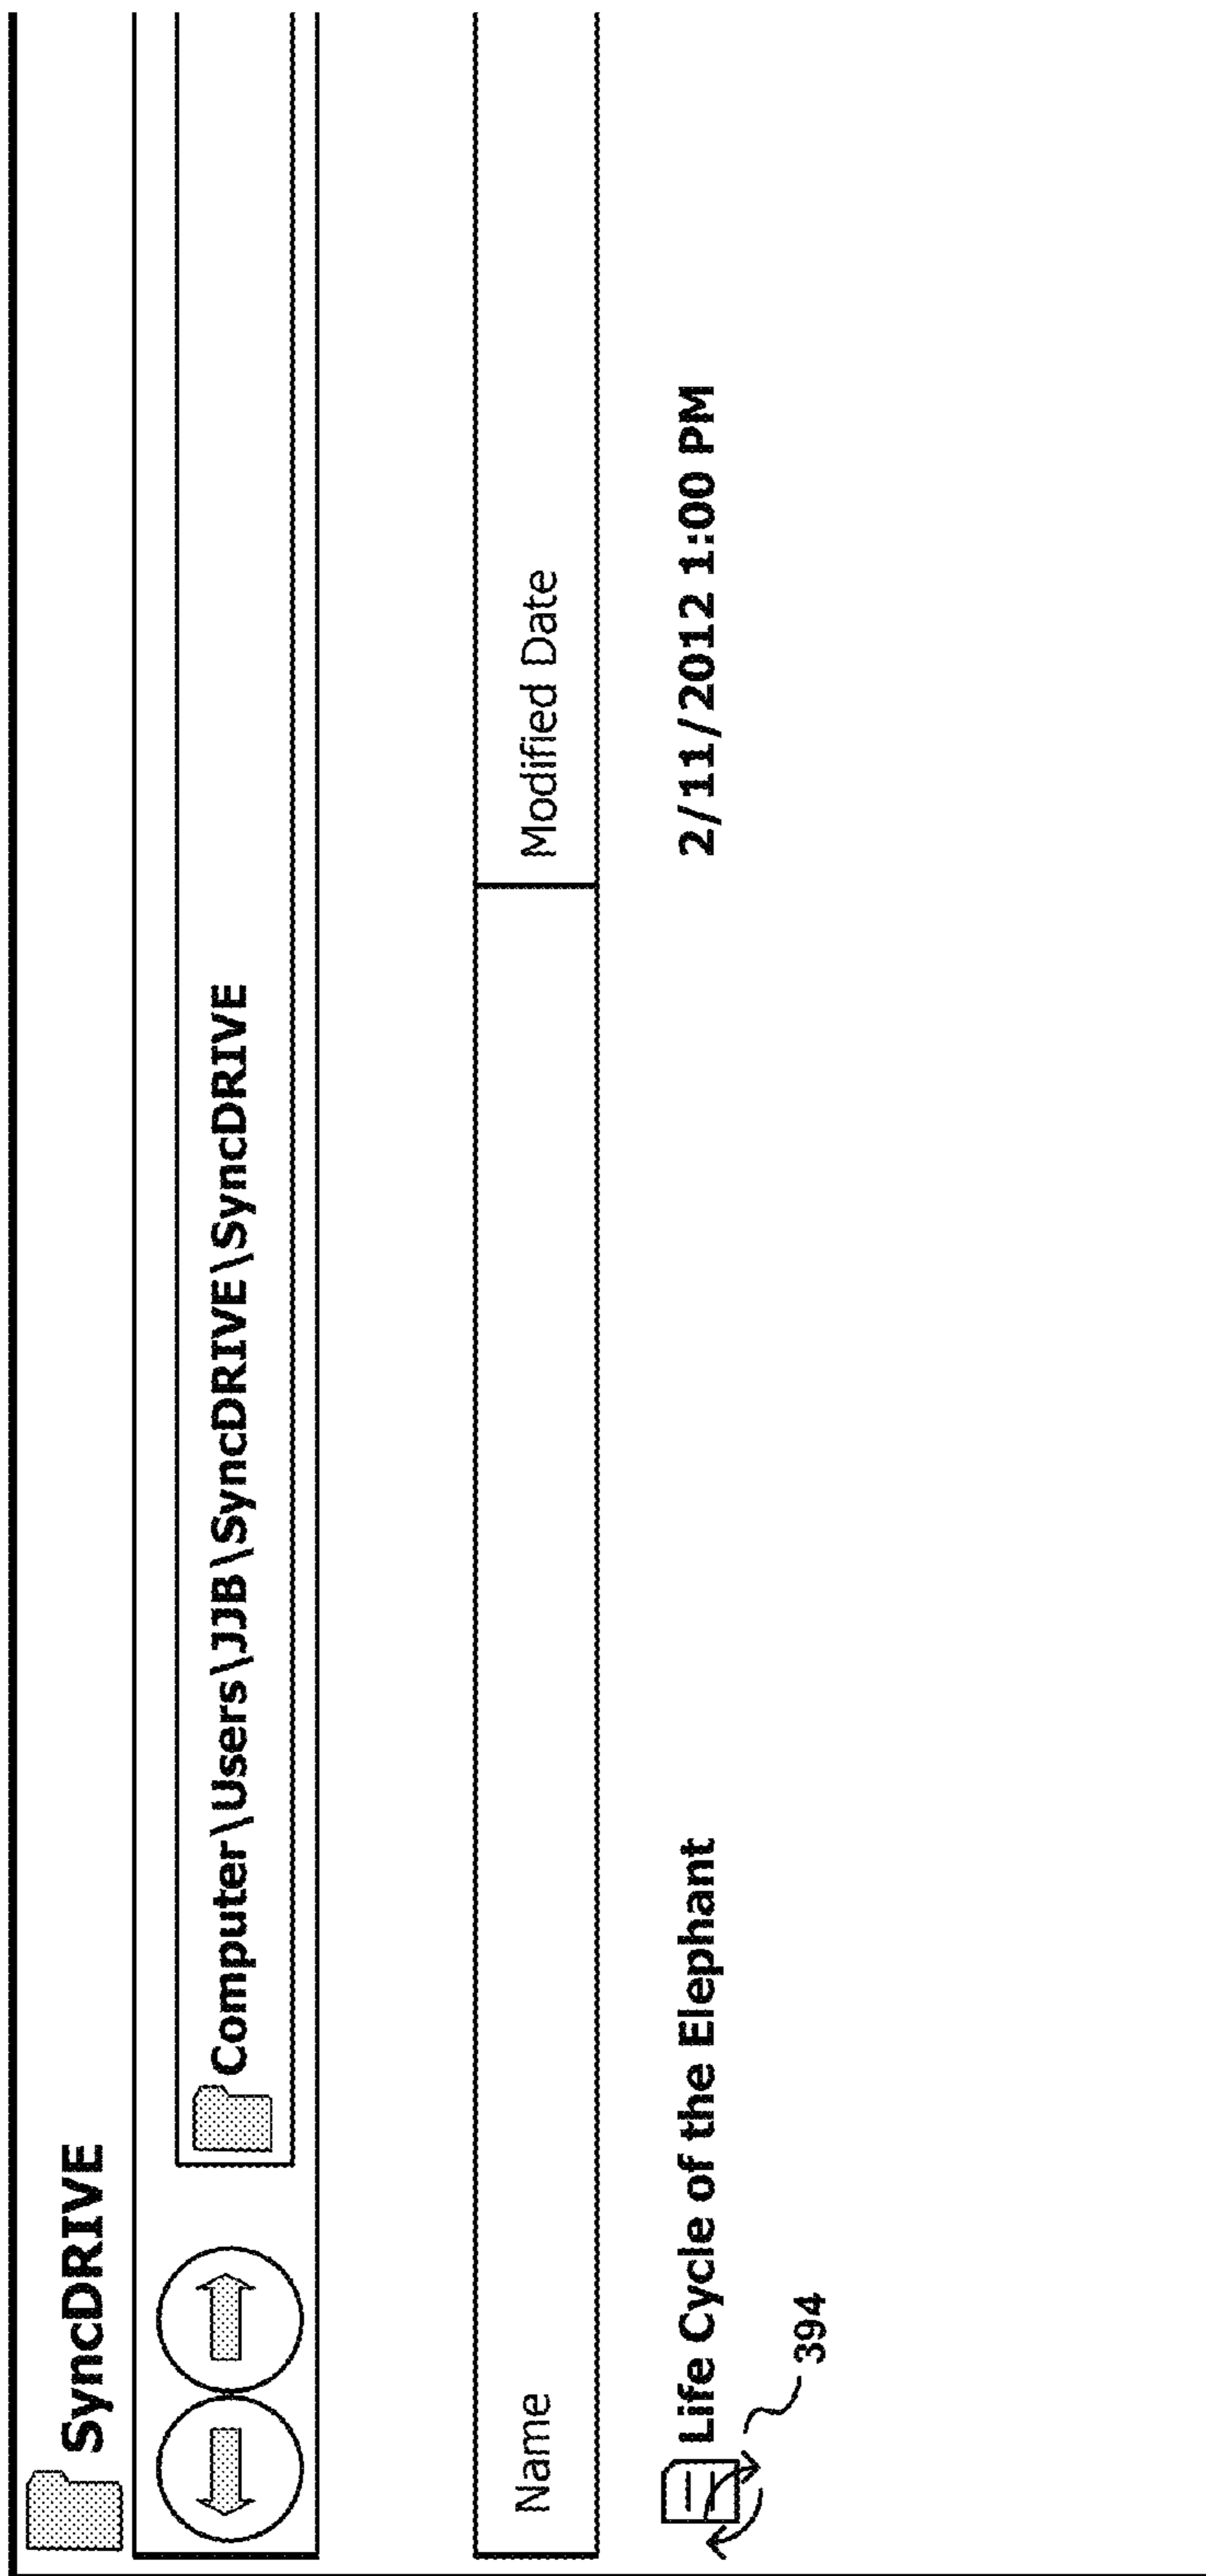 SyncDRIVE
Computer\Users\JJB\SyncDRIVE\SyncDRIVE
Name Modified Date
Life Cycle of the Elephant 2/11/2012 1:00 PM
394